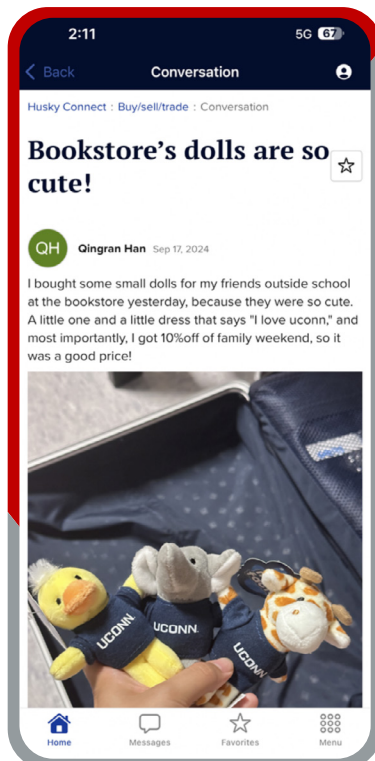 2:11
5G 67
Back
Conversation
Husky Connect : Buy/sell/trade : Conversation
Bookstore's dolls are so
cute!
QH
Qingran Han Sep 17, 2024
I bought some small dolls for my friends outside school
at the bookstore yesterday, because they were so cute.
A little one and a little dress that says "I love uconn," and
most importantly, I got 10%off of family weekend, so it
was a good price!
UCONN
UCONN
UCONN
Home
Messages
Favorites
Menu